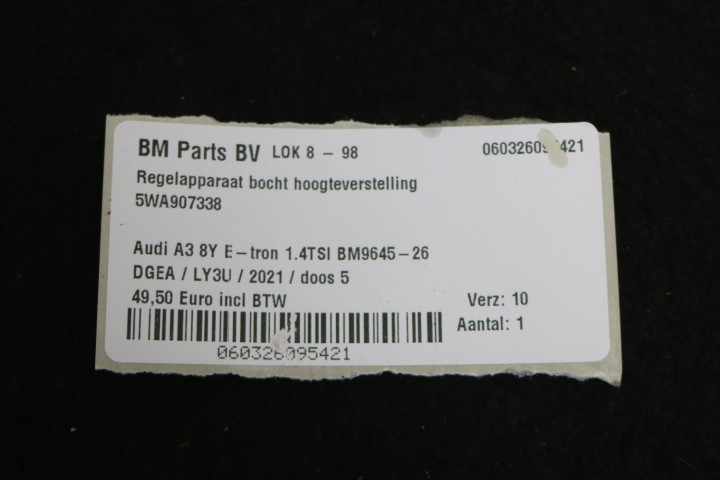 BM Parts BV LOK 8 - 98 060326095421
Regelapparaat bocht hoogteverstelling
5WA907338
Audi A3 8Y E-tron 1.4TSI BM9645-26
DGEA / LY3U / 2021 / doos 5
49,50 Euro incl BTW Verz: 10
Aantal: 1
060326095421